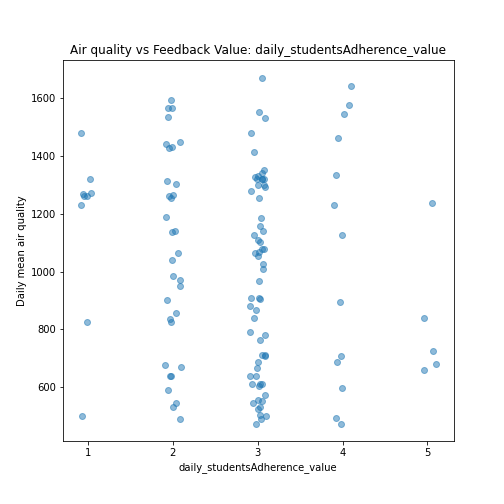 Air quality vs Feedback Value: daily_studentsAdherence_value
Daily mean air quality
1600
1400
1200
1000
800
600
1 2 3 4 5
daily_studentsAdherence_value